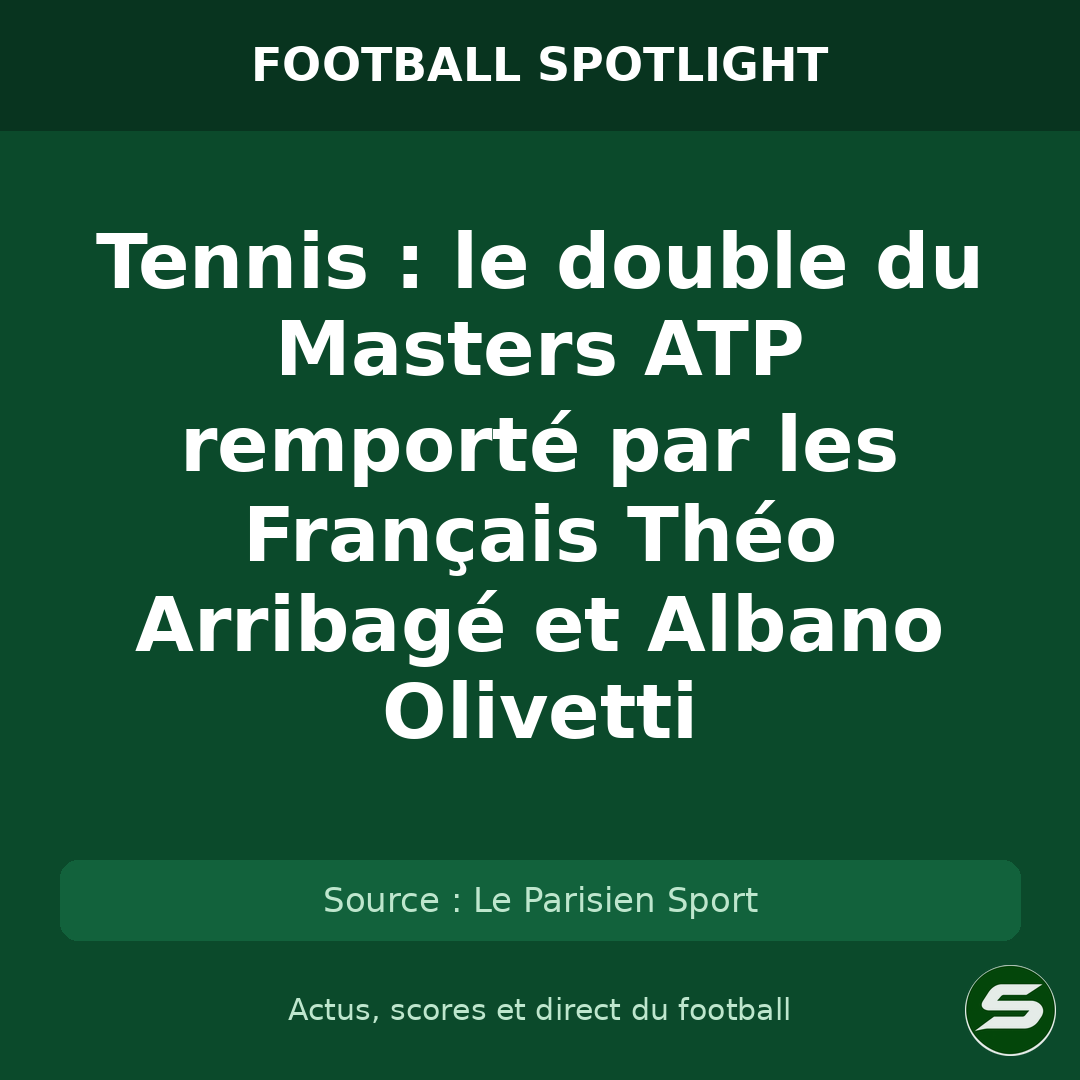 FOOTBALL SPOTLIGHT
Tennis : le double du
Masters ATP
remporté par les
Français Théo
Arribagé et Albano
Olivetti
Source : Le Parisien Sport
Actus, scores et direct du football
S